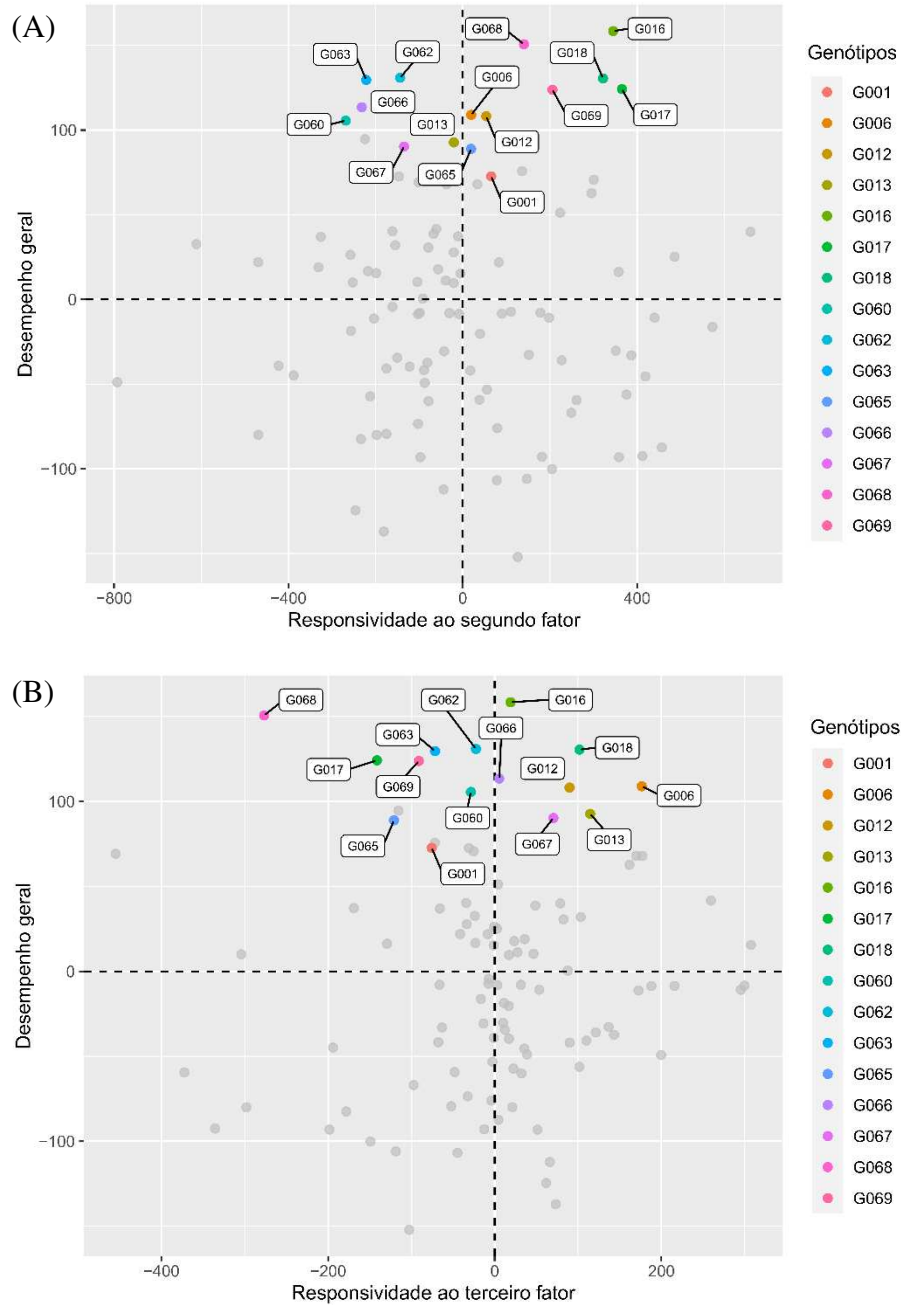 (A)
G068
G016
G063
G062
G018
G006
G066
G069
G017
G060
G013
G012
G067
G065
G001
100
0
−100
−800
−400
0
400
Desempenho geral
Responsividade ao segundo fator
Genótipos
G001
G006
G012
G013
G016
G017
G018
G060
G062
G063
G065
G066
G067
G068
G069
(B)
G068
G062
G016
G063
G066
G017
G069
G012
G018
G006
G060
G065
G067
G013
G001
100
0
−100
−400
−200
0
200
Desempenho geral
Responsividade ao terceiro fator
Genótipos
G001
G006
G012
G013
G016
G017
G018
G060
G062
G063
G065
G066
G067
G068
G069